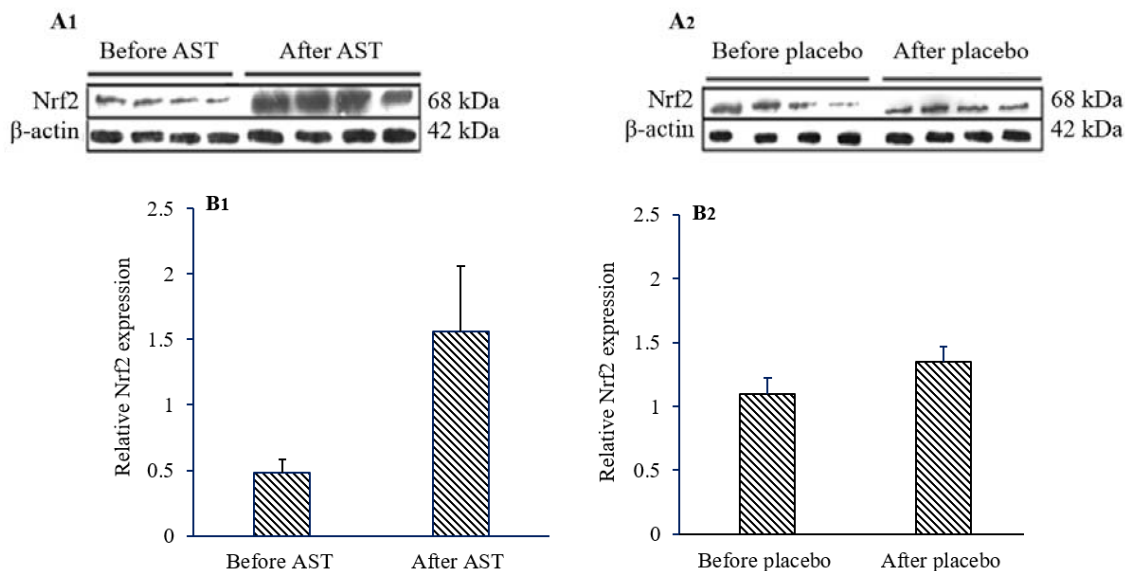 A1
Before AST After AST
Nrf2 68 kDa
β-actin 42 kDa
A2
Before placebo After placebo
Nrf2 68 kDa
β-actin 42 kDa
B1
Relative Nrf2 expression
2.5
2
1.5
1
0.5
0
Before AST After AST
B2
Relative Nrf2 expression
2.5
2
1.5
1
0.5
0
Before placebo After placebo